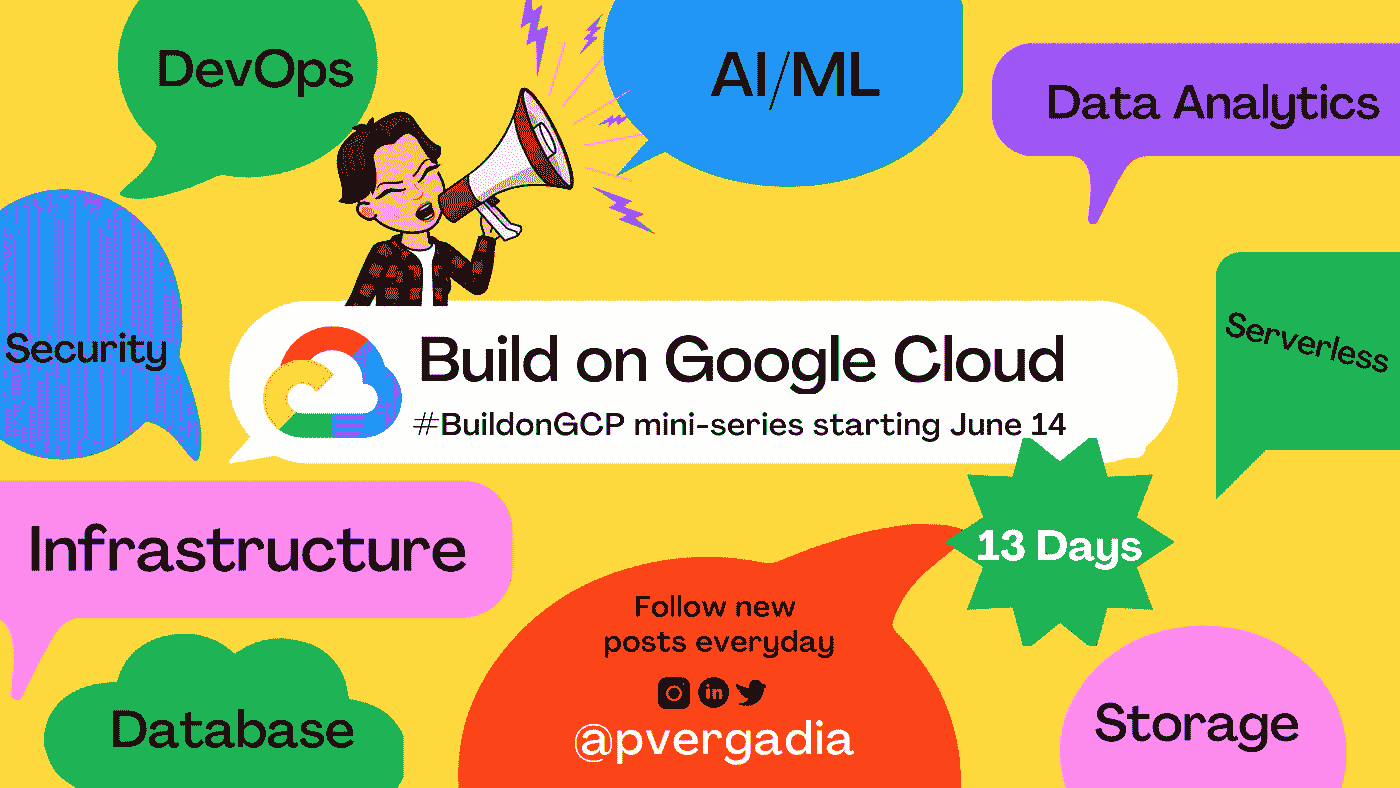 DevOps
AI/ML
Data Analytics
Security
Build on Google Cloud
#BuildonGCP mini-series starting June 14
Serverless
Infrastructure
13 Days
Follow new
posts everyday
in
@pvergadia
Database
Storage